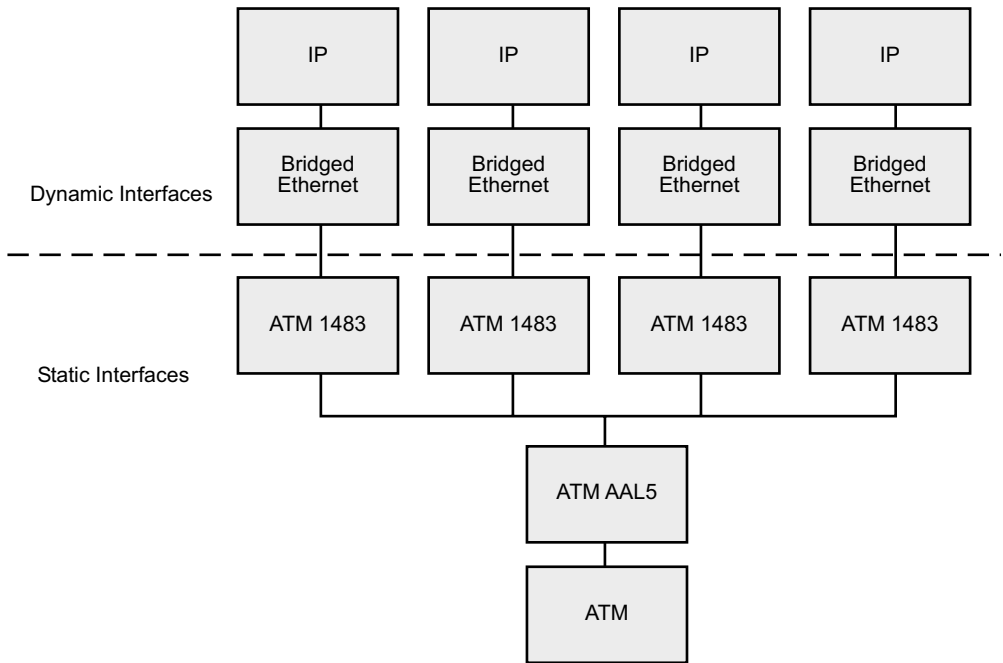 IP
IP
IP
IP
Bridged
Ethernet
Bridged
Ethernet
Bridged
Ethernet
Bridged
Ethernet
Dynamic Interfaces
ATM 1483
ATM 1483
ATM 1483
ATM 1483
Static Interfaces
ATM AAL5
ATM